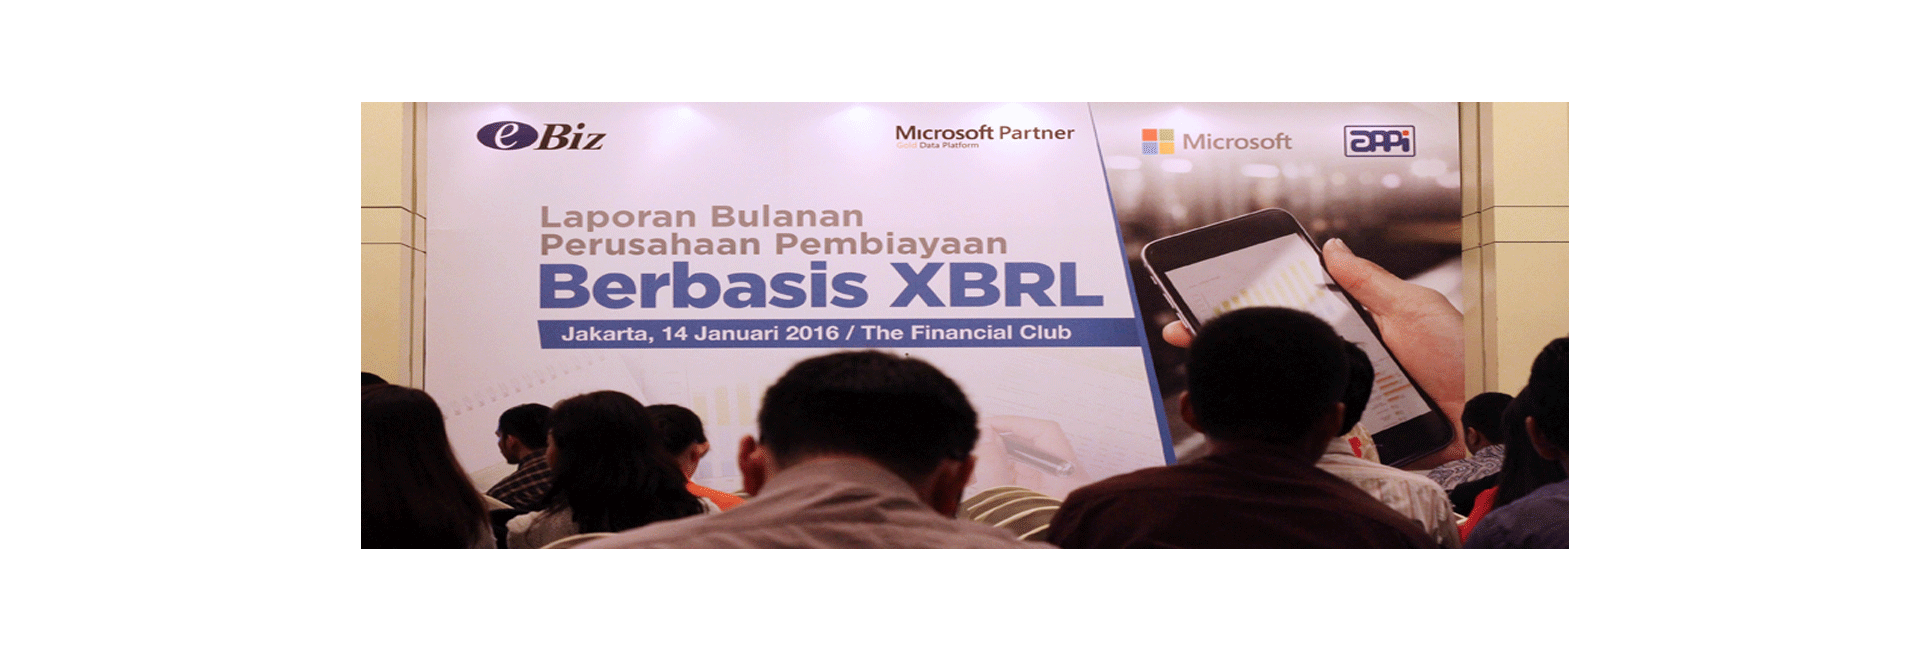 eBiz
Microsoft Partner
Gold Data Platform
Microsoft
appi
Laporan Bulanan
Perusahaan Pembiayaan
Berbasis XBRL
Jakarta, 14 Januari 2016 / The Financial Club